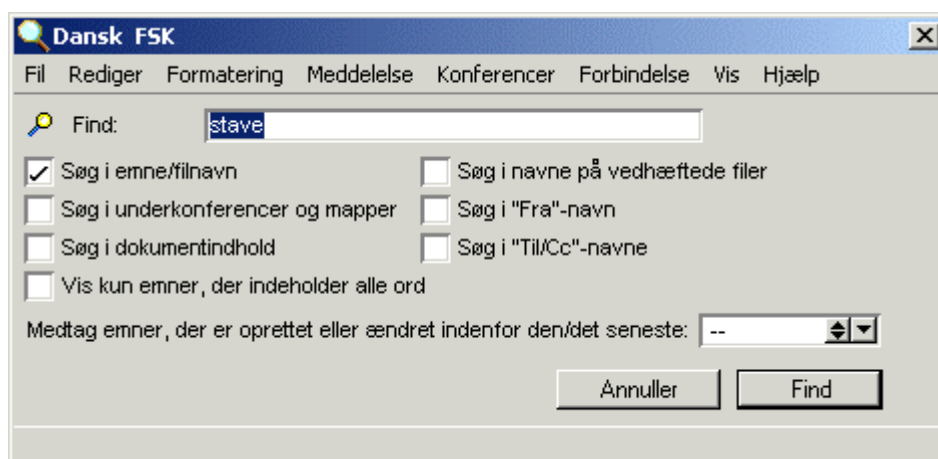 Dansk FSK
Fil Rediger Formatering Meddelelse Konferencer Forbindelse Vis Hjælp
Find: stave
Søg i emne/filnavn Søg i navne på vedhæftede filer
Søg i underkonferencer og mapper Søg i "Fra"-navn
Søg i dokumentindhold Søg i "Til/Cc"-navne
Vis kun emner, der indeholder alle ord
Medtag emner, der er oprettet eller ændret indenfor den/det seneste: --
Annuller Find